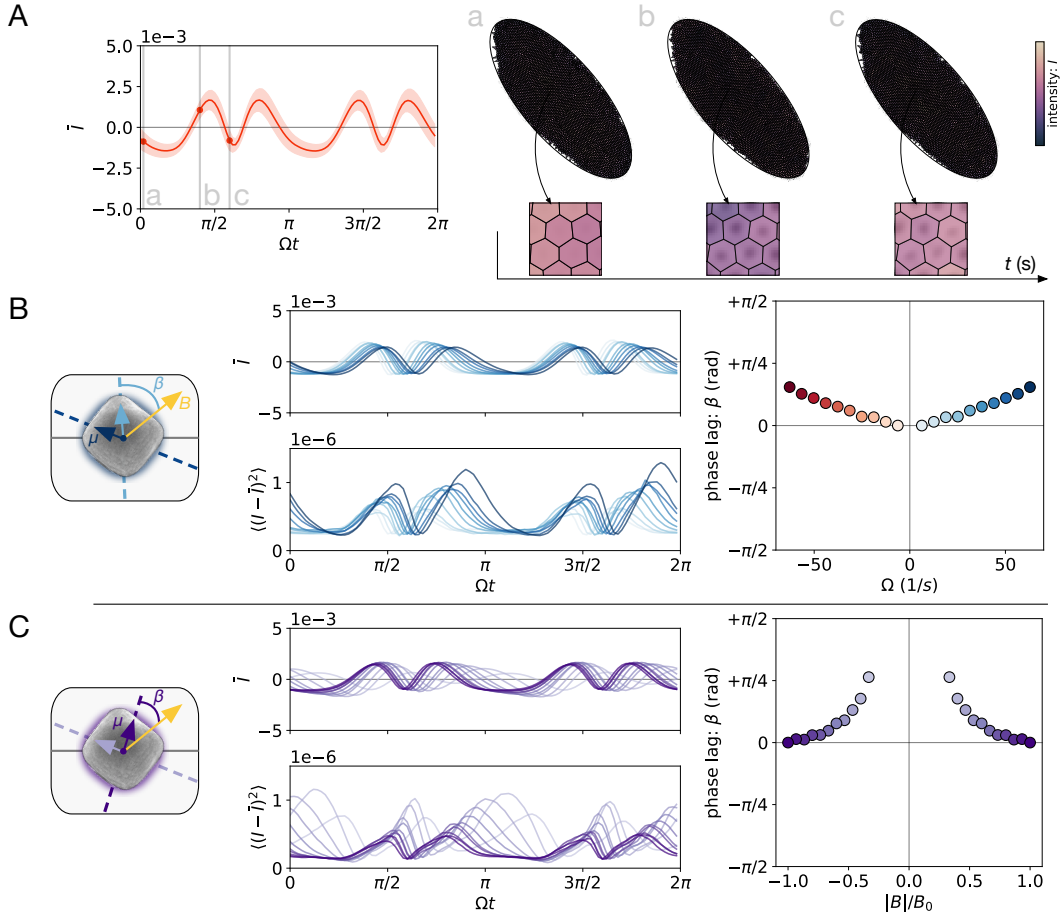 A
1e−3
5.0
2.5
0.0
−2.5
−5.0
Ī
a
b
c
0
π/2
π
3π/2
2π
Ωt
a
b
c
intensity: I
t (s)
B
β
B
μ
1e−3
5
0
−5
Ī
1e−6
1
0
⟨(I − Ī)²⟩
0
π/2
π
3π/2
2π
Ωt
+π/2
+π/4
0
−π/4
−π/2
phase lag: β (rad)
−50
0
50
Ω (1/s)
C
β
μ
1e−3
5
0
−5
Ī
1e−6
1
0
⟨(I − Ī)²⟩
0
π/2
π
3π/2
2π
Ωt
+π/2
+π/4
0
−π/4
−π/2
phase lag: β (rad)
−1.0
−0.5
0.0
0.5
1.0
|B|/B₀